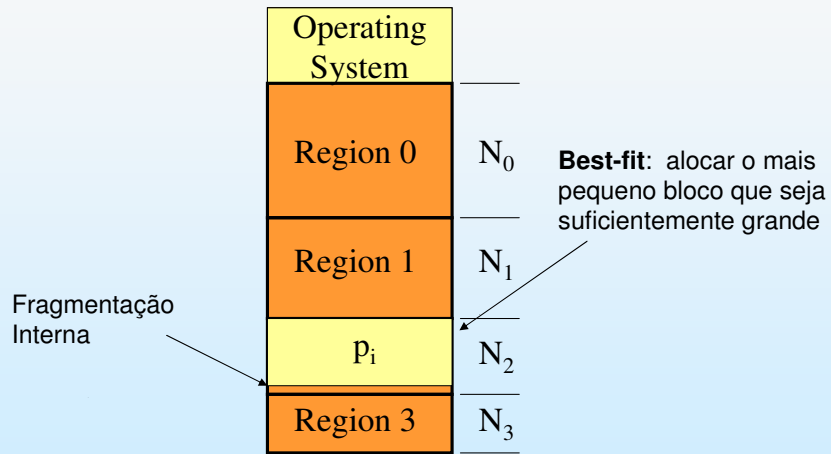 Operating
System
Region 0
N₀
Best-fit: alocar o mais
pequeno bloco que seja
suficientemente grande
Region 1
N₁
Fragmentação
Interna
pᵢ
N₂
Region 3
N₃